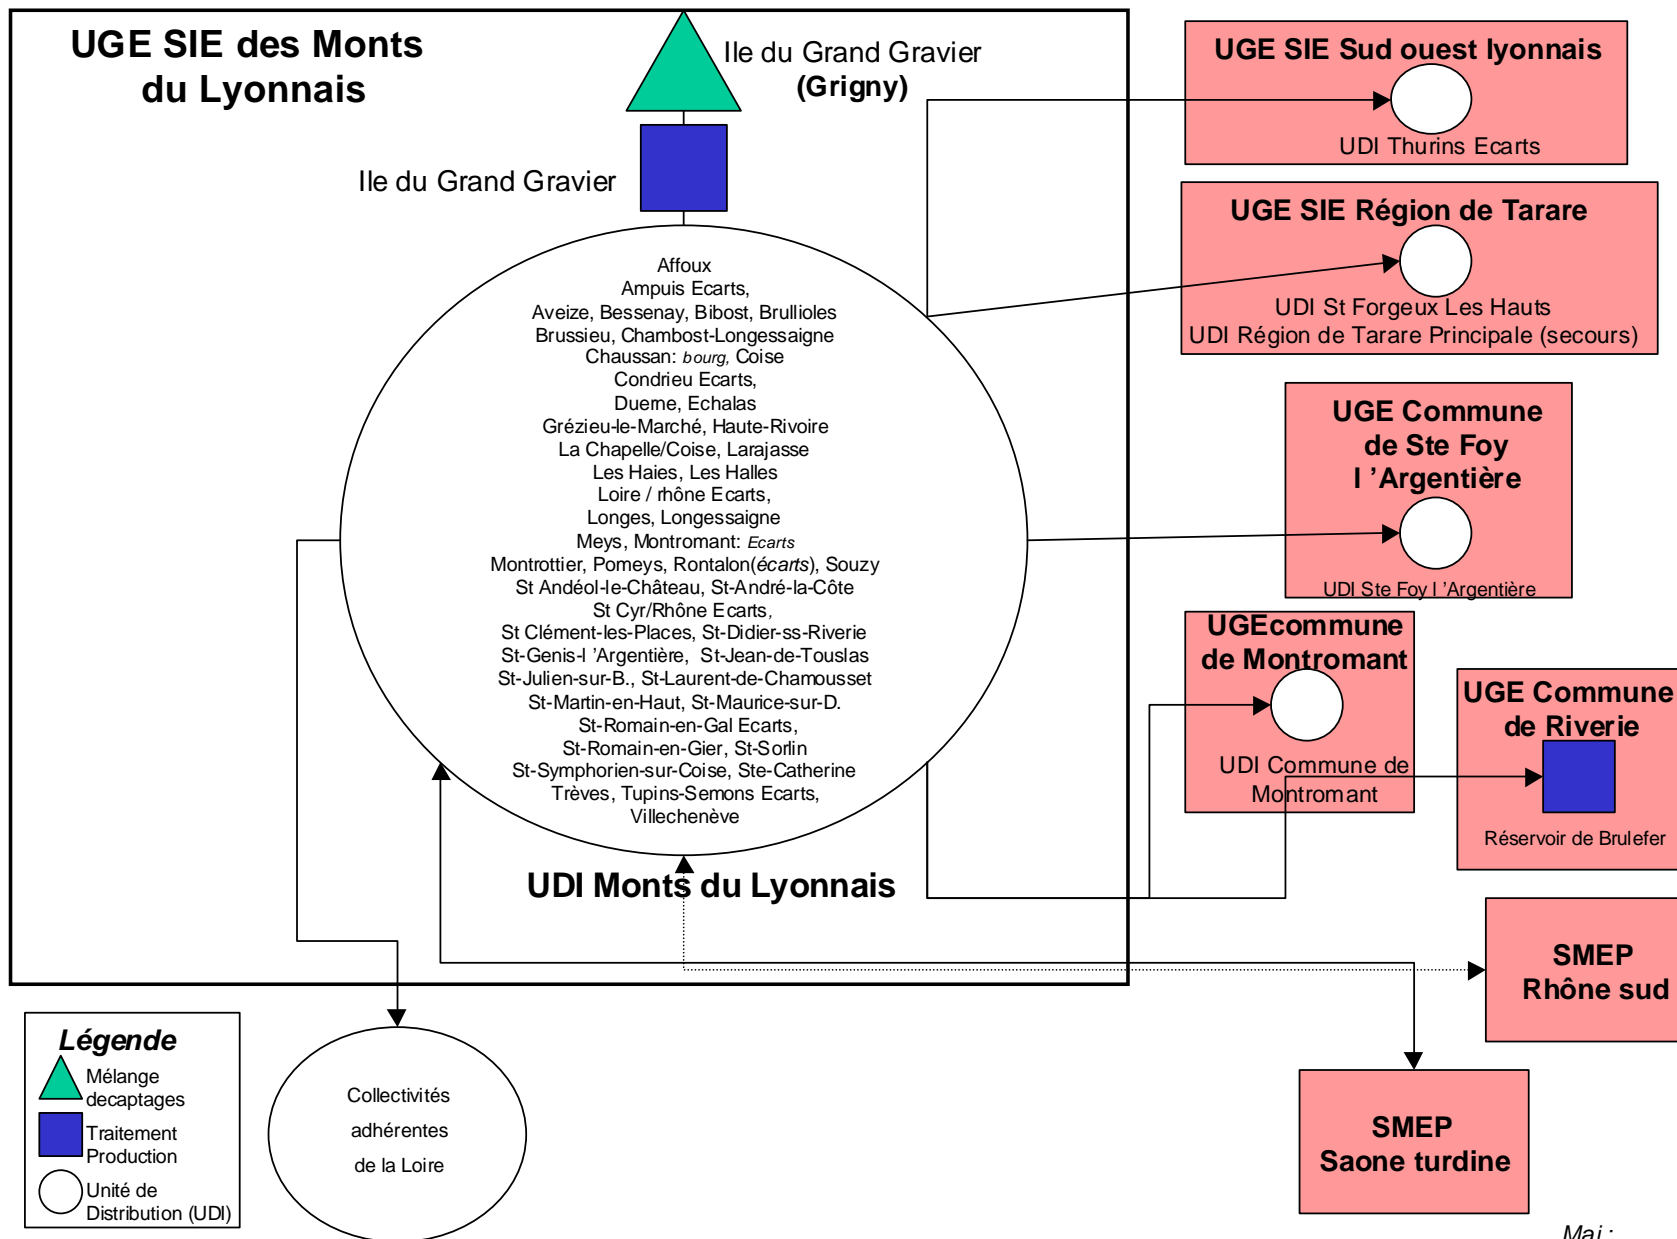 UGE SIE des Monts
du Lyonnais
Ile du Grand Gravier
(Grigny)
Ile du Grand Gravier
Affoux
Ampuis Ecarts,
Aveize, Bessenay, Bibost, Brullioles
Brussieu, Chambost-Longessaigne
Chaussan: bourg, Coise
Condrieu Ecarts,
Duerne, Echalas
Grézieu-le-Marché, Haute-Rivoire
La Chapelle/Coise, Larajasse
Les Haies, Les Halles
Loire / rhône Ecarts,
Longes, Longessaigne
Meys, Montromant: Ecarts
Montrottier, Pomeys, Rontalon(écarts), Souzy
St Andéol-le-Château, St-André-la-Côte
St Cyr/Rhône Ecarts,
St Clément-les-Places, St-Didier-ss-Riverie
St-Genis-l ’Argentière, St-Jean-de-Touslas
St-Julien-sur-B., St-Laurent-de-Chamousset
St-Martin-en-Haut, St-Maurice-sur-D.
St-Romain-en-Gal Ecarts,
St-Romain-en-Gier, St-Sorlin
St-Symphorien-sur-Coise, Ste-Catherine
Trèves, Tupins-Semons Ecarts,
Villechenève
UDI Monts du Lyonnais
UGE SIE Sud ouest lyonnais
UDI Thurins Ecarts
UGE SIE Région de Tarare
UDI St Forgeux Les Hauts
UDI Région de Tarare Principale (secours)
UGE Commune
de Ste Foy
l ’Argentière
UDI Ste Foy l ’Argentière
UGEcommune
de Montromant
UDI Commune de
Montromant
UGE Commune
de Riverie
Réservoir de Brulefer
SMEP
Rhône sud
SMEP
Saone turdine
Collectivités
adhérentes
de la Loire
Légende
Mélange
decaptages
Traitement
Production
Unité de
Distribution (UDI)
Maj :